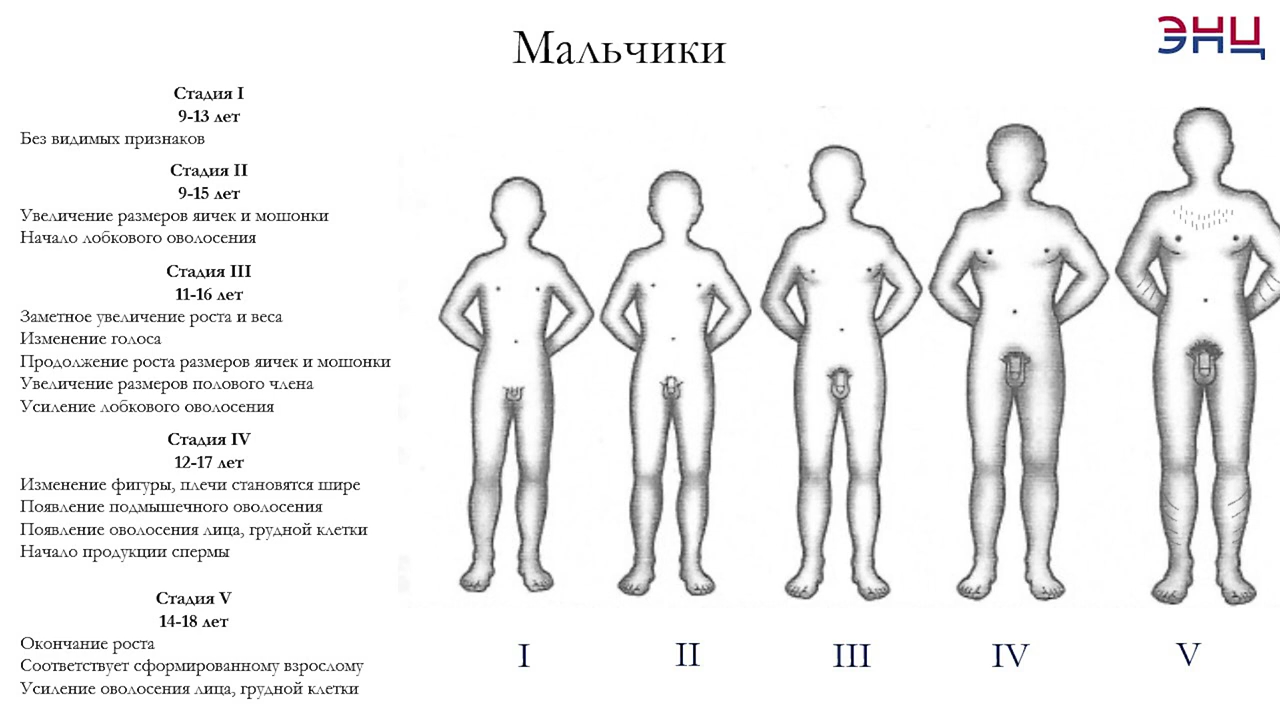 Мальчики
ЭНЦ
Стадия I
9-13 лет
Без видимых признаков
Стадия II
9-15 лет
Увеличение размеров яичек и мошонки
Начало лобкового оволосения
Стадия III
11-16 лет
Заметное увеличение роста и веса
Изменение голоса
Продолжение роста размеров яичек и мошонки
Увеличение размеров полового члена
Усиление лобкового оволосения
Стадия IV
12-17 лет
Изменение фигуры, плечи становятся шире
Появление подмышечного оволосения
Появление оволосения лица, грудной клетки
Начало продукции спермы
Стадия V
14-18 лет
Окончание роста
Соответствует сформированному взрослому
Усиление оволосения лица, грудной клетки
I II III IV V